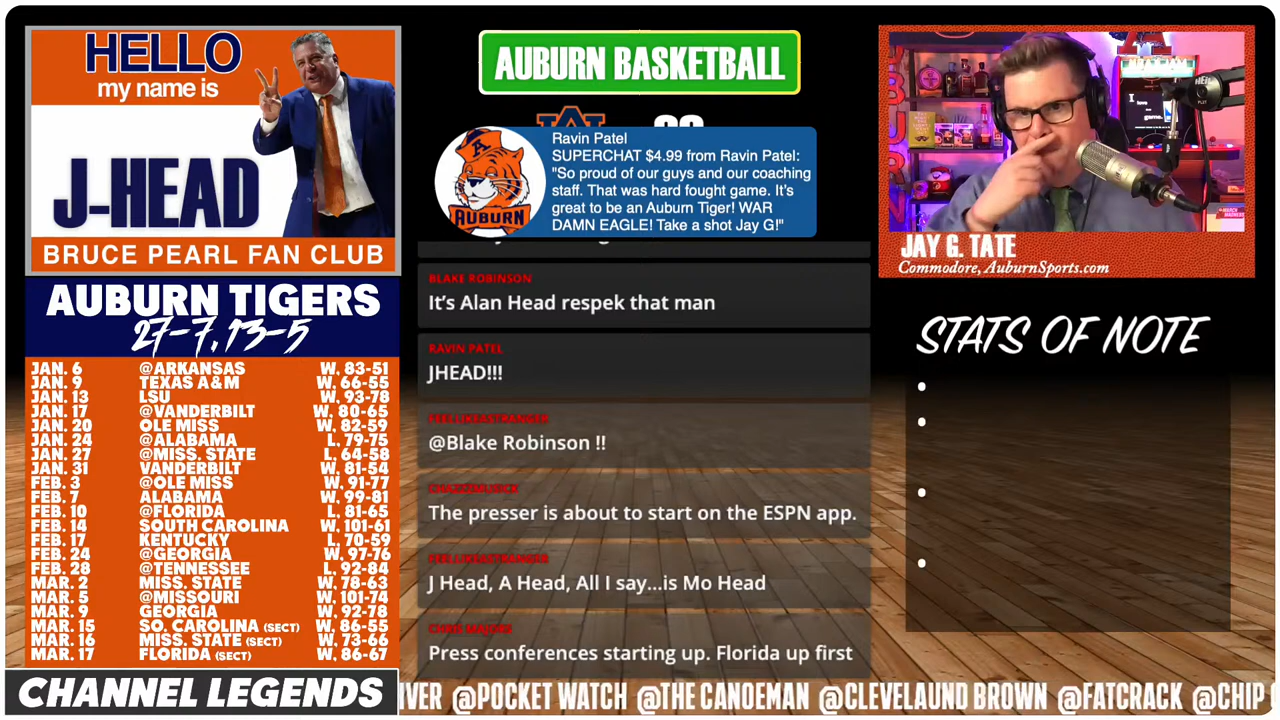 HELLO
my name is
J-HEAD
BRUCE PEARL FAN CLUB
AUBURN TIGERS
27-7, 13-5
JAN. 6 @ARKANSAS W, 83-51
JAN. 9 TEXAS A&M W, 66-55
JAN. 13 LSU W, 93-78
JAN. 17 @VANDERBILT W, 80-65
JAN. 20 OLE MISS W, 82-59
JAN. 24 @ALABAMA L, 79-75
JAN. 27 @MISS. STATE L, 64-58
JAN. 31 VANDERBILT W, 81-54
FEB. 3 @OLE MISS W, 91-77
FEB. 7 ALABAMA W, 99-81
FEB. 10 @FLORIDA L, 81-65
FEB. 14 SOUTH CAROLINA W, 101-61
FEB. 17 KENTUCKY L, 70-59
FEB. 24 @GEORGIA W, 97-76
FEB. 28 @TENNESSEE L, 92-84
MAR. 2 MISS. STATE W, 78-63
MAR. 5 @MISSOURI W, 101-74
MAR. 9 GEORGIA W, 92-78
MAR. 15 SO. CAROLINA (SECT) W, 86-55
MAR. 16 MISS. STATE (SECT) W, 73-66
MAR. 17 FLORIDA (SECT) W, 86-67
AUBURN BASKETBALL
AUBURN
Ravin Patel
SUPERCHAT $4.99 from Ravin Patel:
"So proud of our guys and our coaching
staff. That was hard fought game. It's
great to be an Auburn Tiger! WAR
DAMN EAGLE! Take a shot Jay G!"
BLAKE ROBINSON
It's Alan Head respek that man
RAVIN PATEL
JHEAD!!!
FEELLIKEASTRANGER
@Blake Robinson !!
CHAZZEMUSICK
The presser is about to start on the ESPN app.
FEELLIKEASTRANGER
J Head, A Head, All I say...is Mo Head
CHRIS MAJORS
Press conferences starting up. Florida up first
JAY G. TATE
Commodore, AuburnSports.com
STATS OF NOTE
CHANNEL LEGENDS
IVER @POCKET WATCH @THE CANOEMAN @CLEVELAUND BROWN @FATCRACK @CHIP